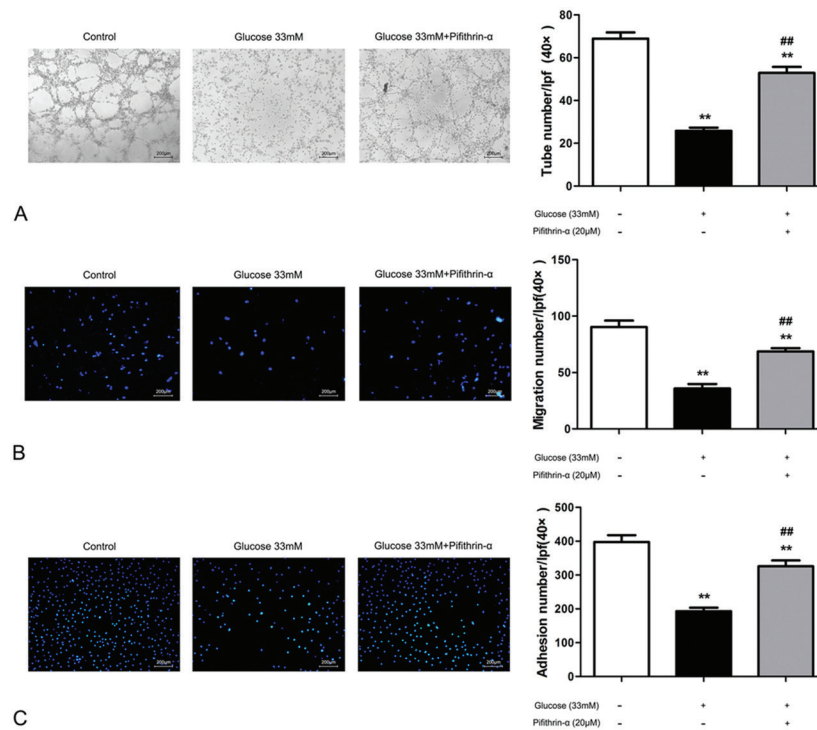 Control Glucose 33mM Glucose 33mM+Pifithrin-α
200μm 200μm 200μm
Tube number/lpf (40×)
80
60
40
20
0
**
##
**
Glucose (33mM) - + +
Pifithrin-α (20μM) - - +
A
Control Glucose 33mM Glucose 33mM+Pifithrin-α
200μm 200μm 200μm
Migration number/lpf(40×)
150
100
50
0
**
##
**
Glucose (33mM) - + +
Pifithrin-α (20μM) - - +
B
Control Glucose 33mM Glucose 33mM+Pifithrin-α
200μm 200μm 200μm
Adhesion number/lpf(40×)
500
400
300
200
100
0
**
##
**
Glucose (33mM) - + +
Pifithrin-α (20μM) - - +
C